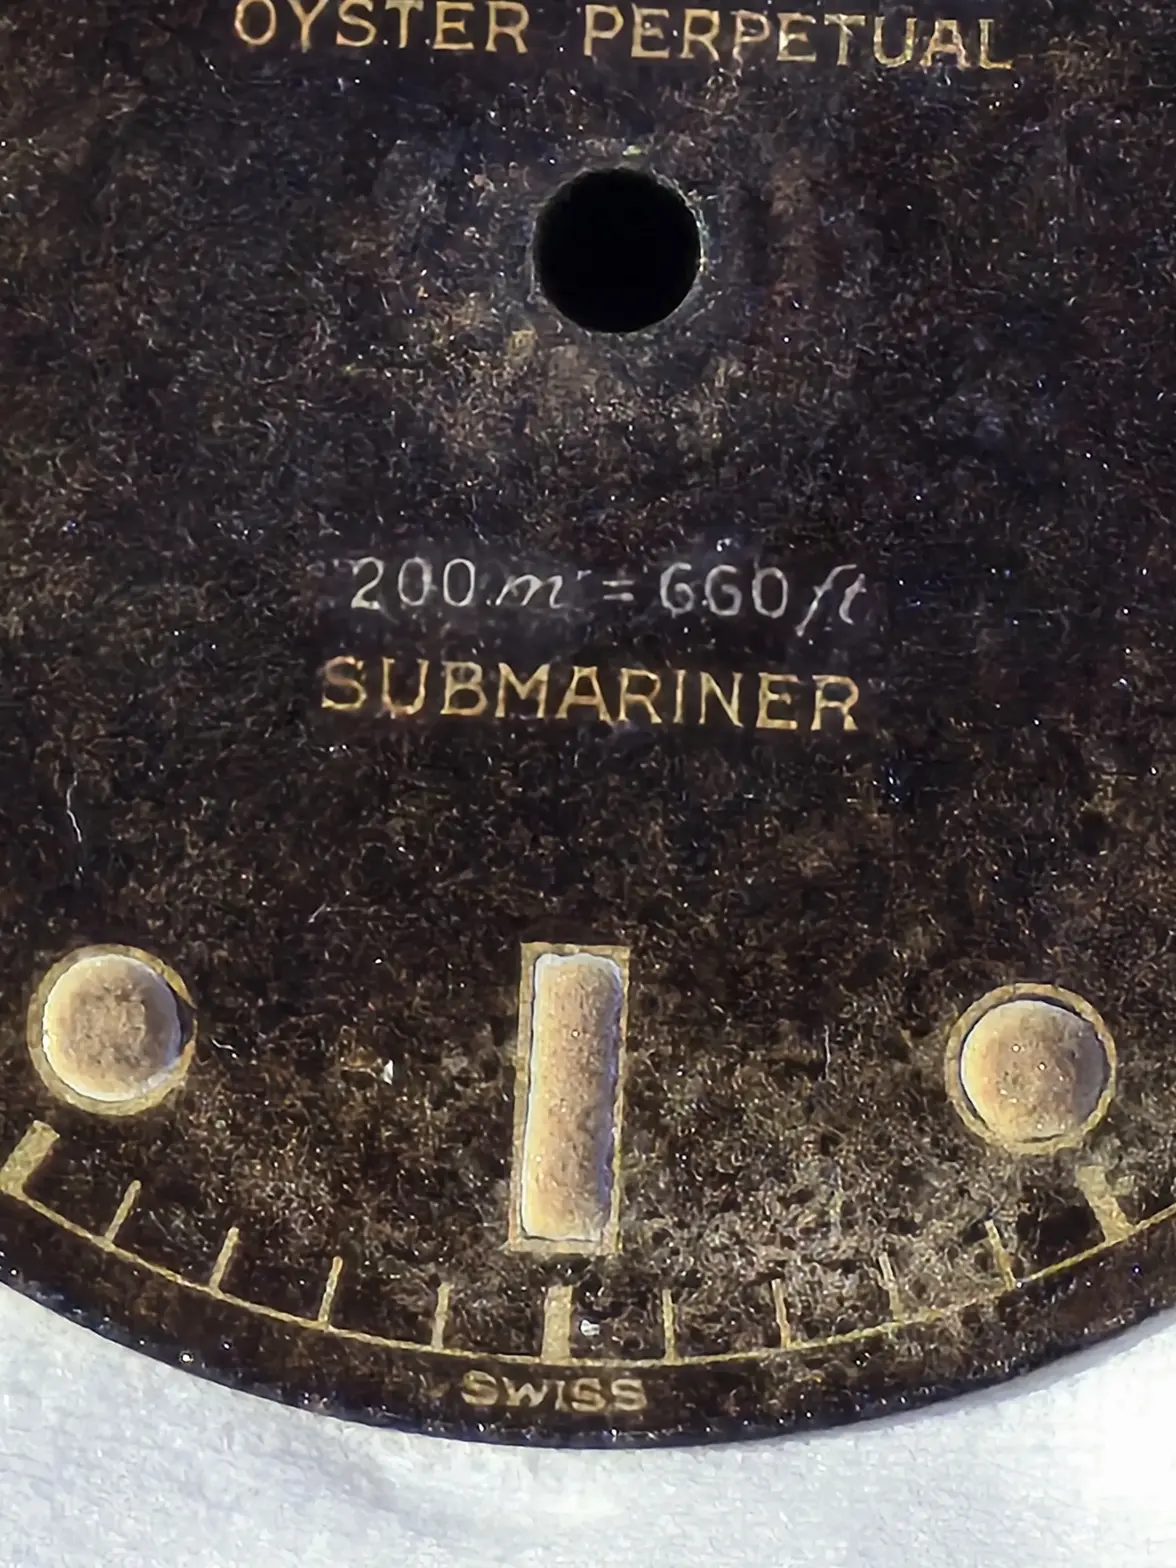 OYSTER PERPETUAL
200m = 660ft
SUBMARINER
SWISS